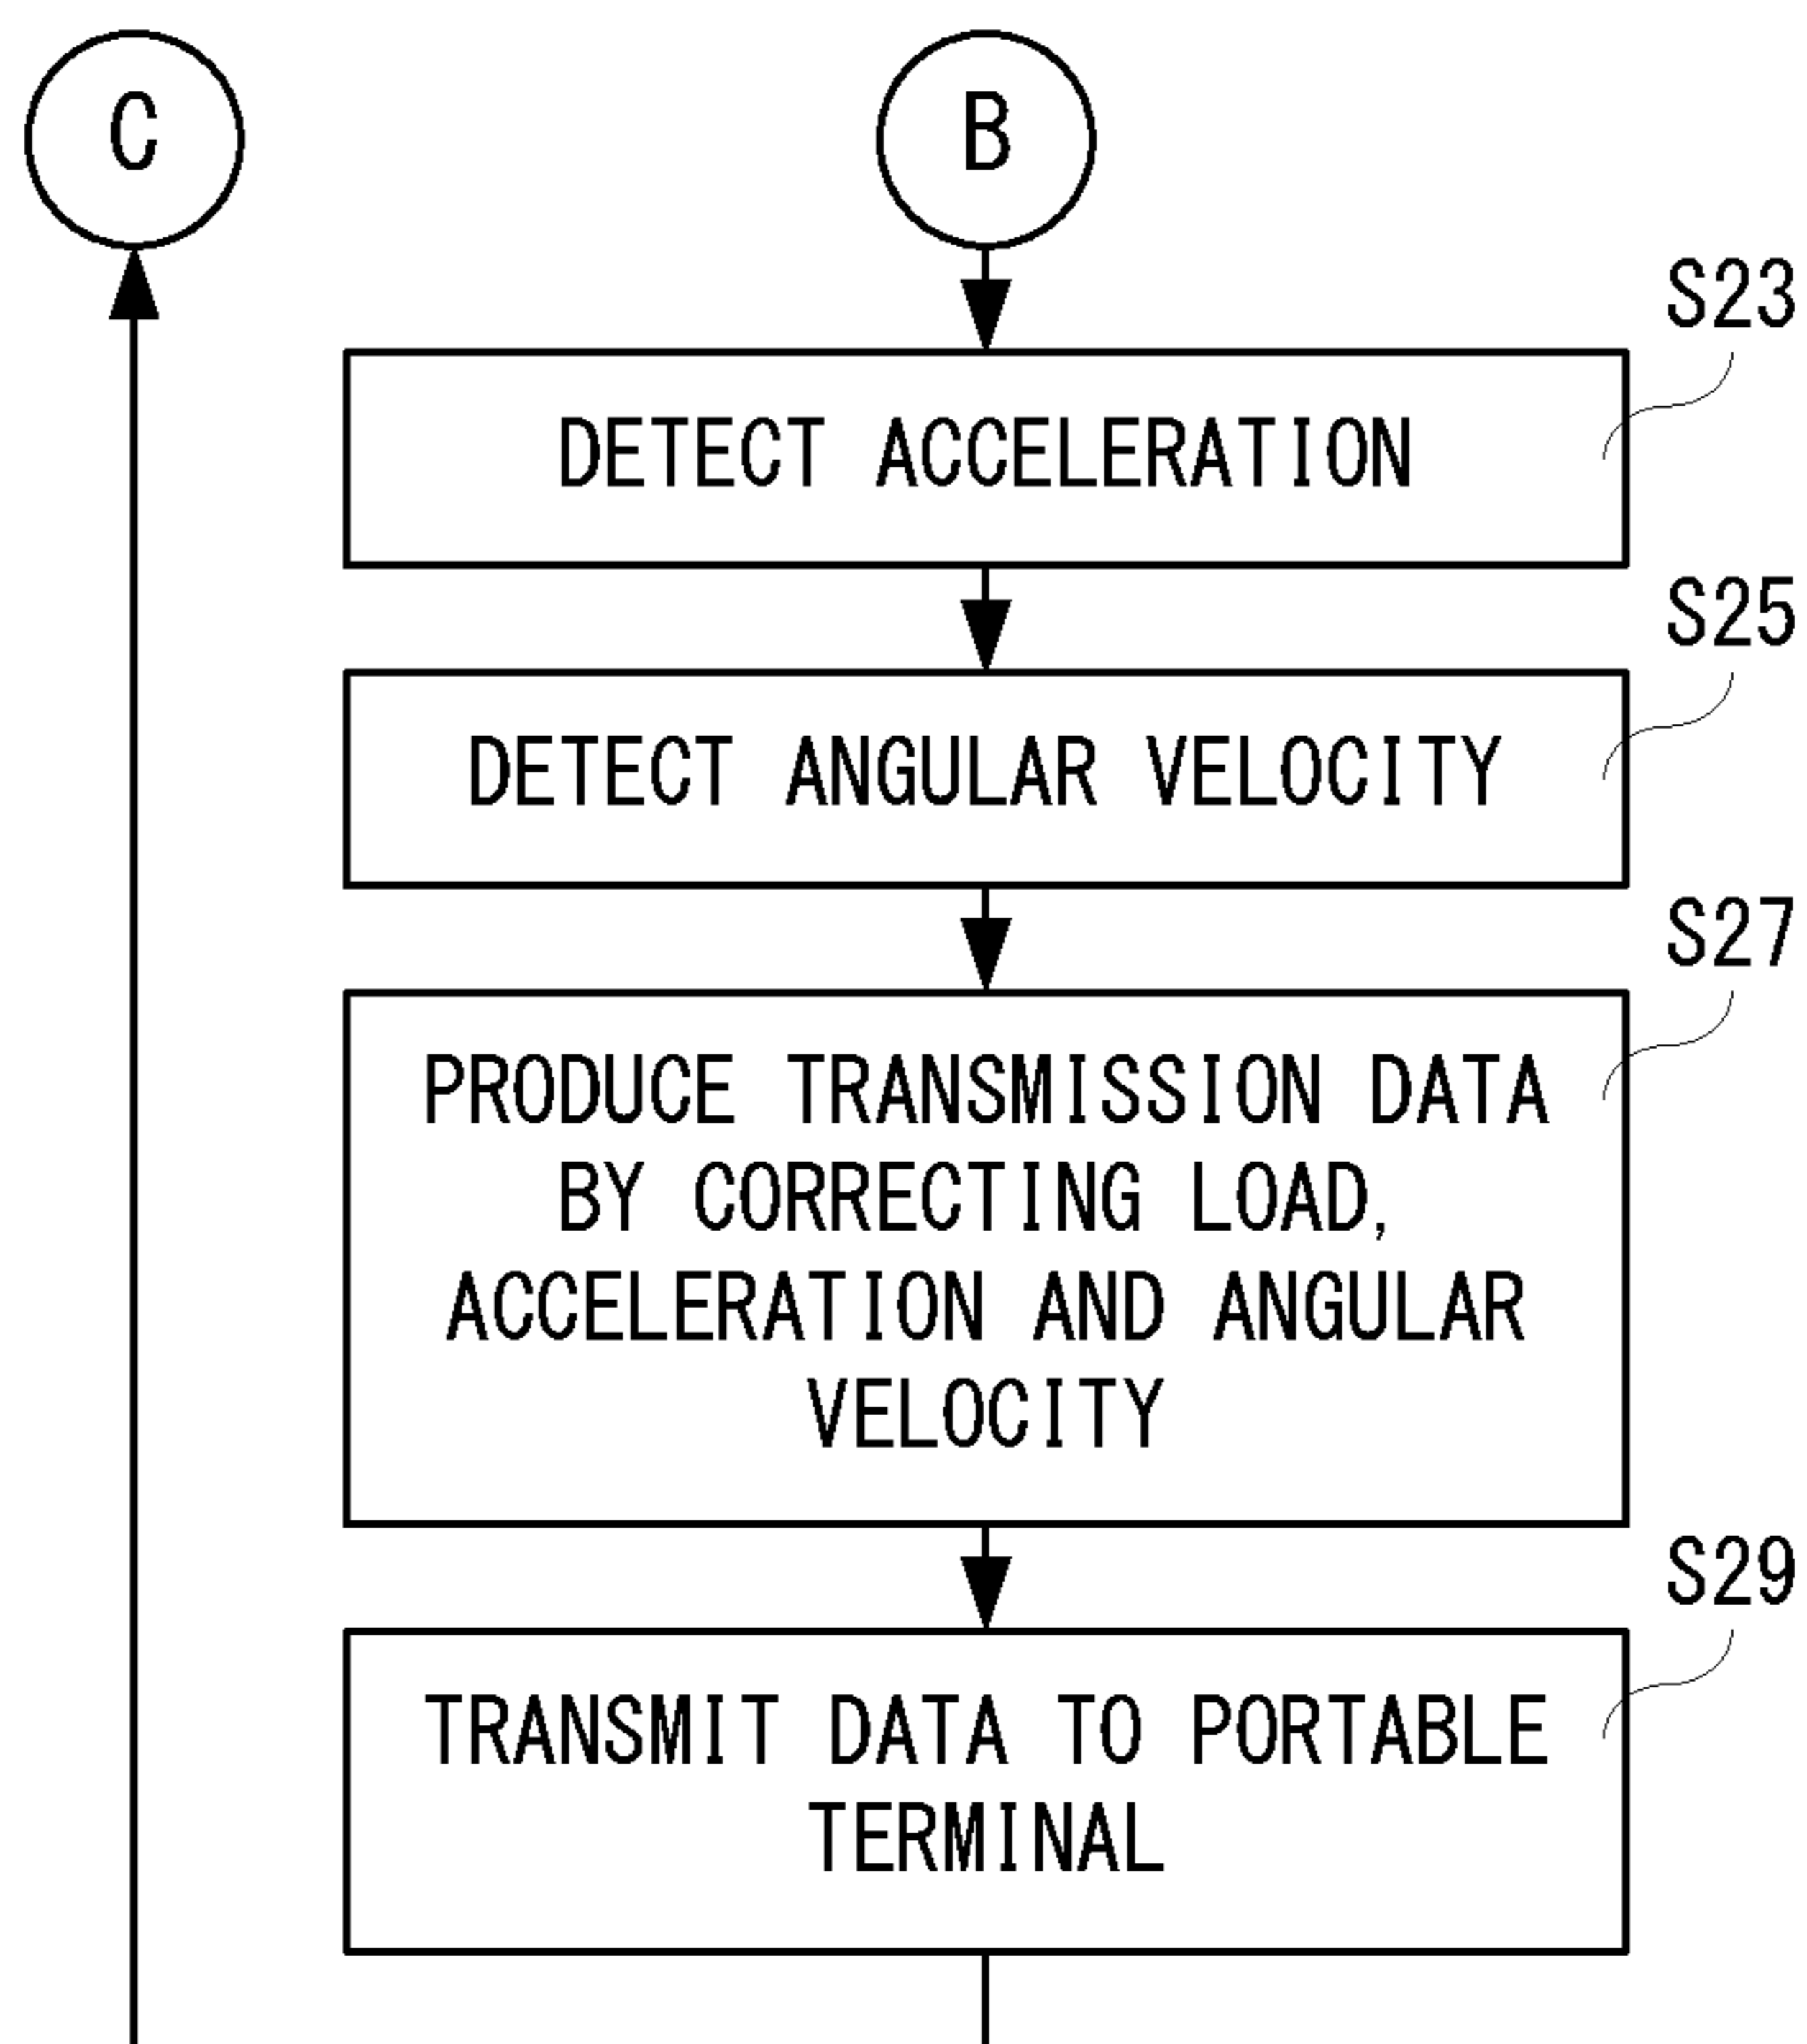 C
B
S23
DETECT ACCELERATION
S25
DETECT ANGULAR VELOCITY
S27
PRODUCE TRANSMISSION DATA
BY CORRECTING LOAD,
ACCELERATION AND ANGULAR
VELOCITY
S29
TRANSMIT DATA TO PORTABLE
TERMINAL